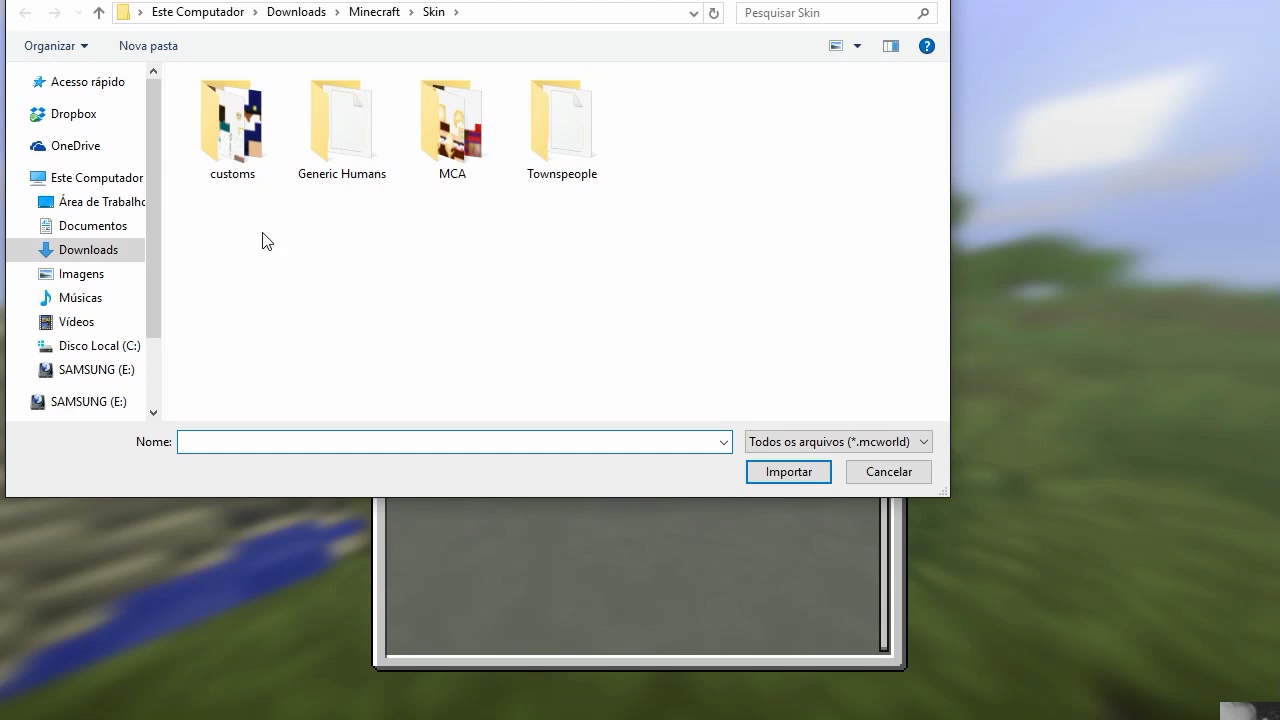 Este Computador > Downloads > Minecraft > Skin >
Pesquisar Skin
Organizar
Nova pasta
Acesso rápido
Dropbox
OneDrive
Este Computador
Área de Trabalho
Documentos
Downloads
Imagens
Músicas
Vídeos
Disco Local (C:)
SAMSUNG (E:)
SAMSUNG (E:)
customs
Generic Humans
MCA
Townspeople
Nome:
Todos os arquivos (*.mcworld)
Importar
Cancelar